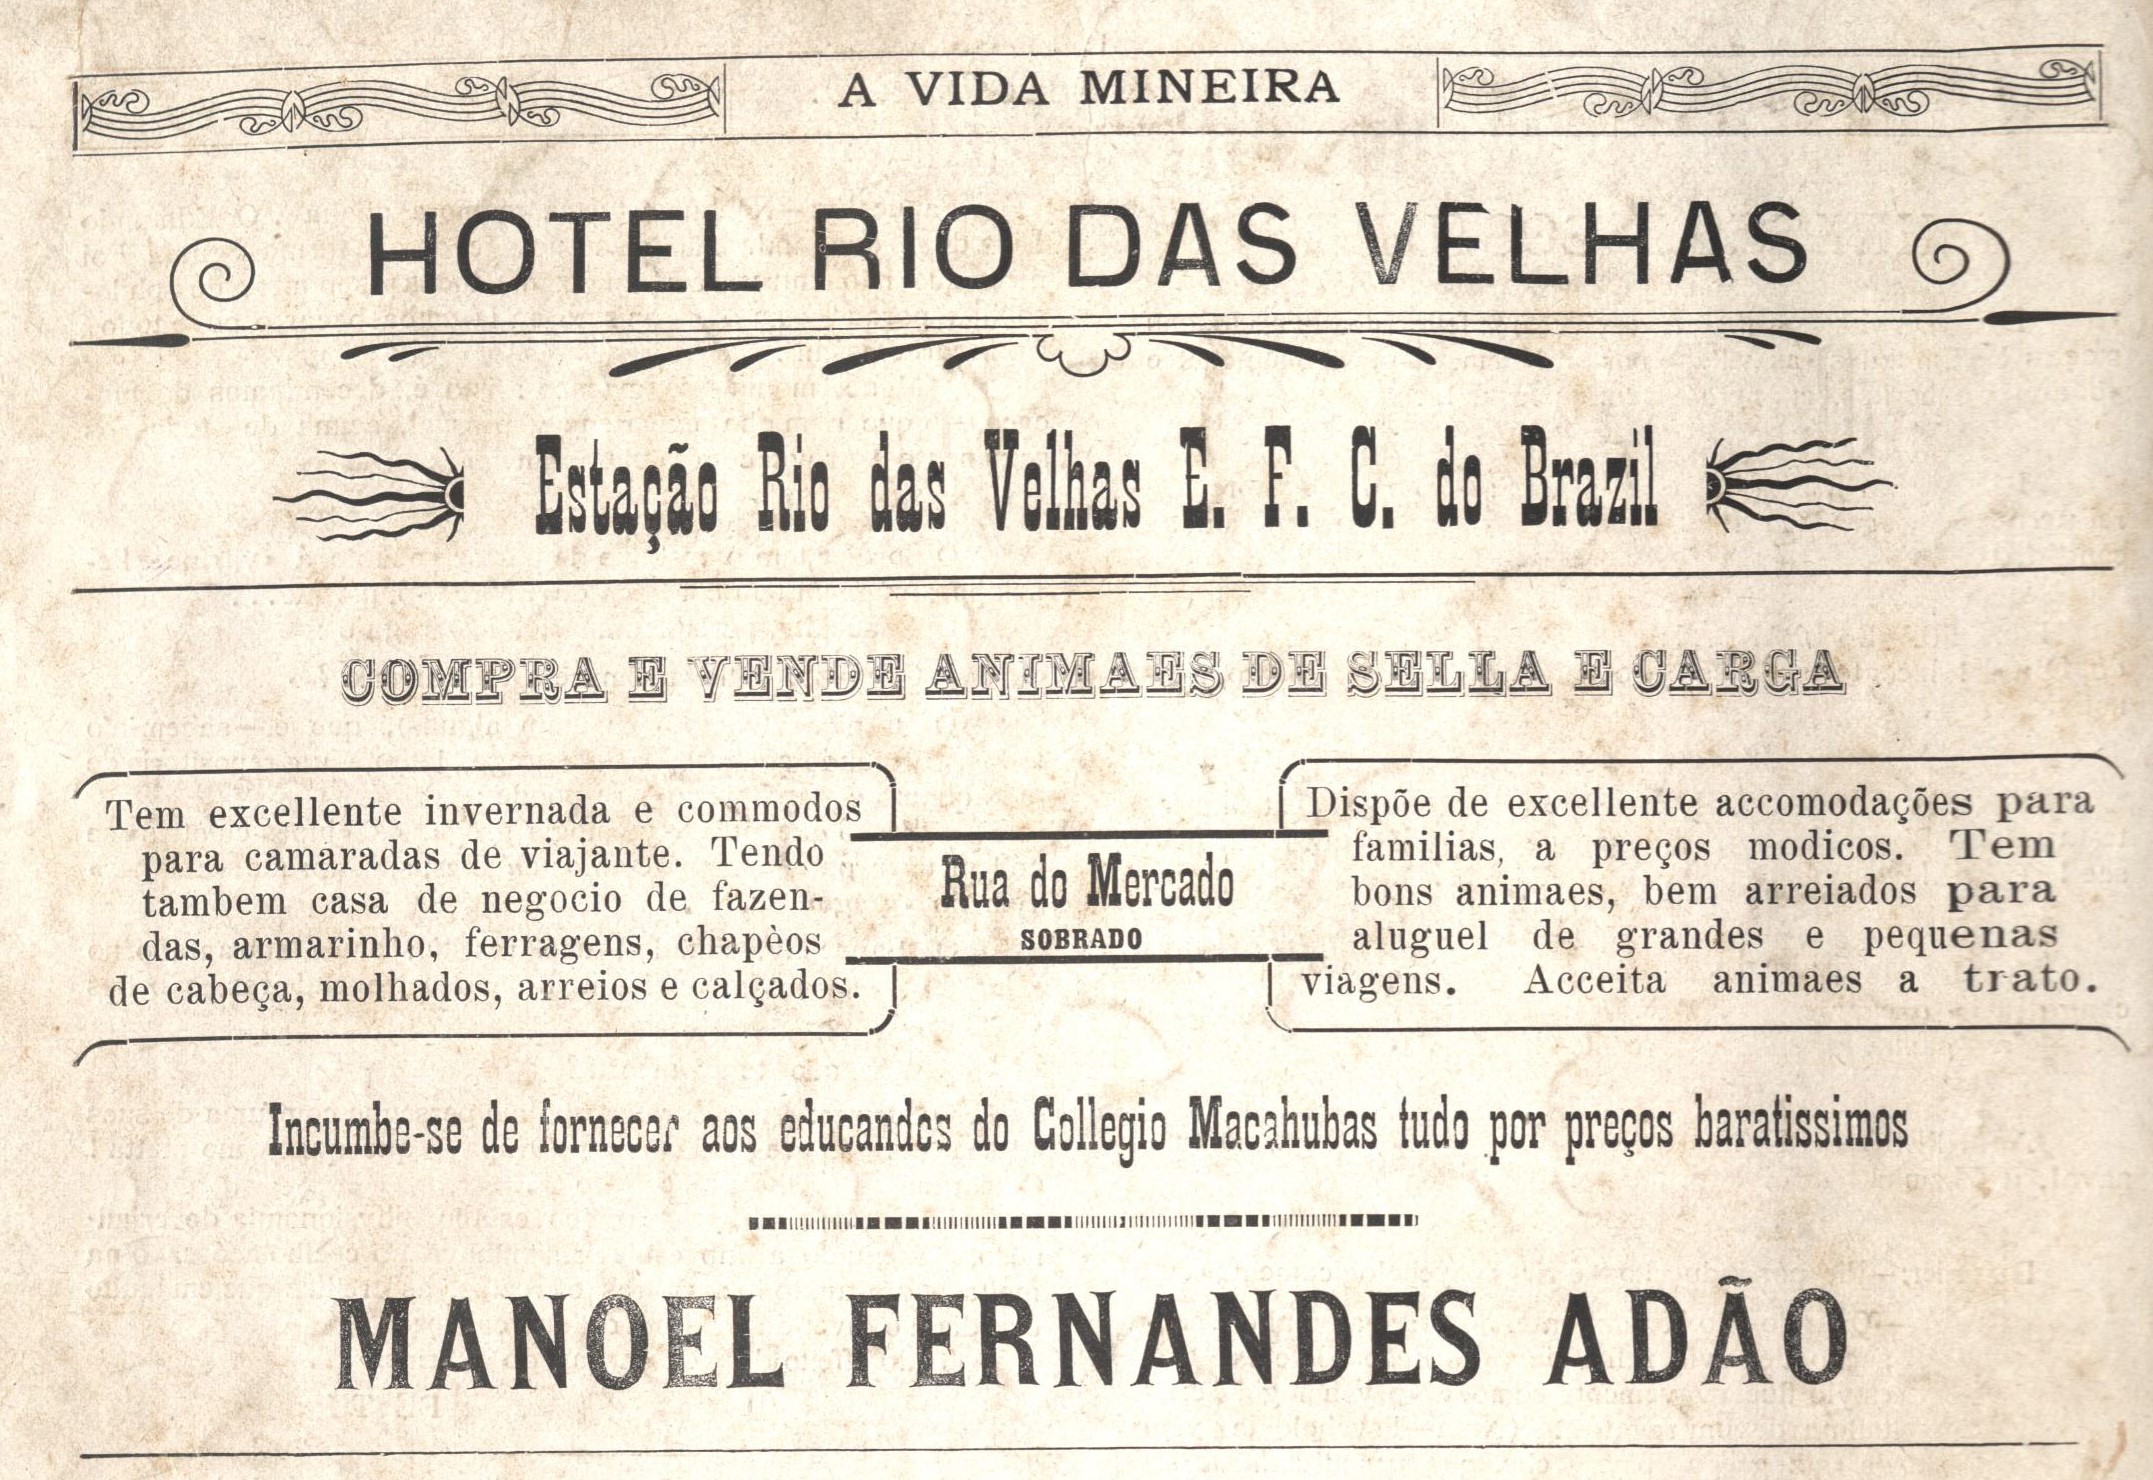 A VIDA MINEIRA
HOTEL RIO DAS VELHAS
Estação Rio das Velhas E. F. C. do Brazil
COMPRA E VENDE ANIMAES DE SELLA E CARGA
Tem excellente invernada e commodos
para camaradas de viajante. Tendo
tambem casa de negocio de fazen-
das, armarinho, ferragens, chapèos
de cabeça, molhados, arreios e calçados.
Rua do Mercado
SOBRADO
Dispõe de excellente accomodações para
familias, a preços modicos. Tem
bons animaes, bem arreiados para
aluguel de grandes e pequenas
viagens. Acceita animaes a trato.
Incumbe-se de fornecer aos educandos do Collegio Macahubas tudo por preços baratissimos
MANOEL FERNANDES ADÃO